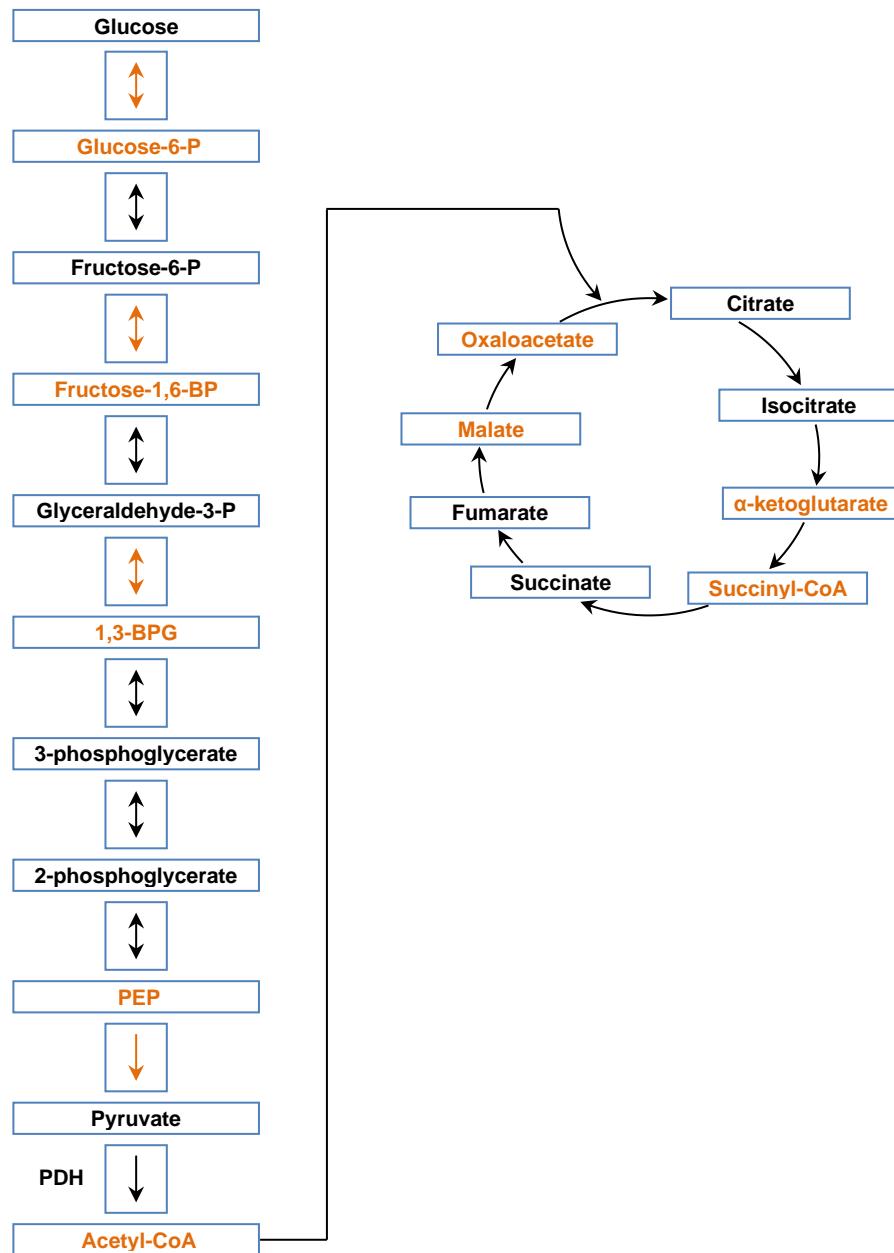 Glucose
Glucose-6-P
Fructose-6-P
Fructose-1,6-BP
Glyceraldehyde-3-P
1,3-BPG
3-phosphoglycerate
2-phosphoglycerate
PEP
Pyruvate
PDH
Acetyl-CoA
Citrate
Isocitrate
α-ketoglutarate
Succinyl-CoA
Succinate
Fumarate
Malate
Oxaloacetate